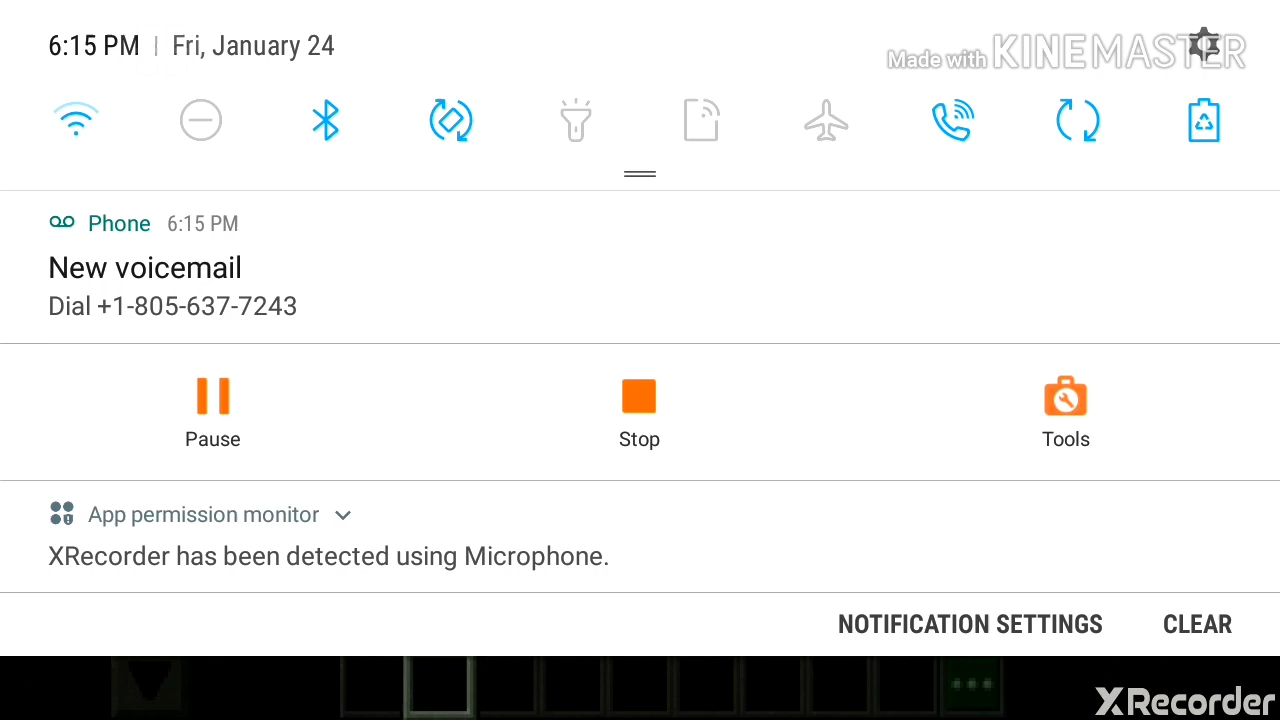 6:15 PM | Fri, January 24
Made with KINEMASTER
Phone 6:15 PM
New voicemail
Dial +1-805-637-7243
Pause Stop Tools
App permission monitor
XRecorder has been detected using Microphone.
NOTIFICATION SETTINGS CLEAR
XRecorder